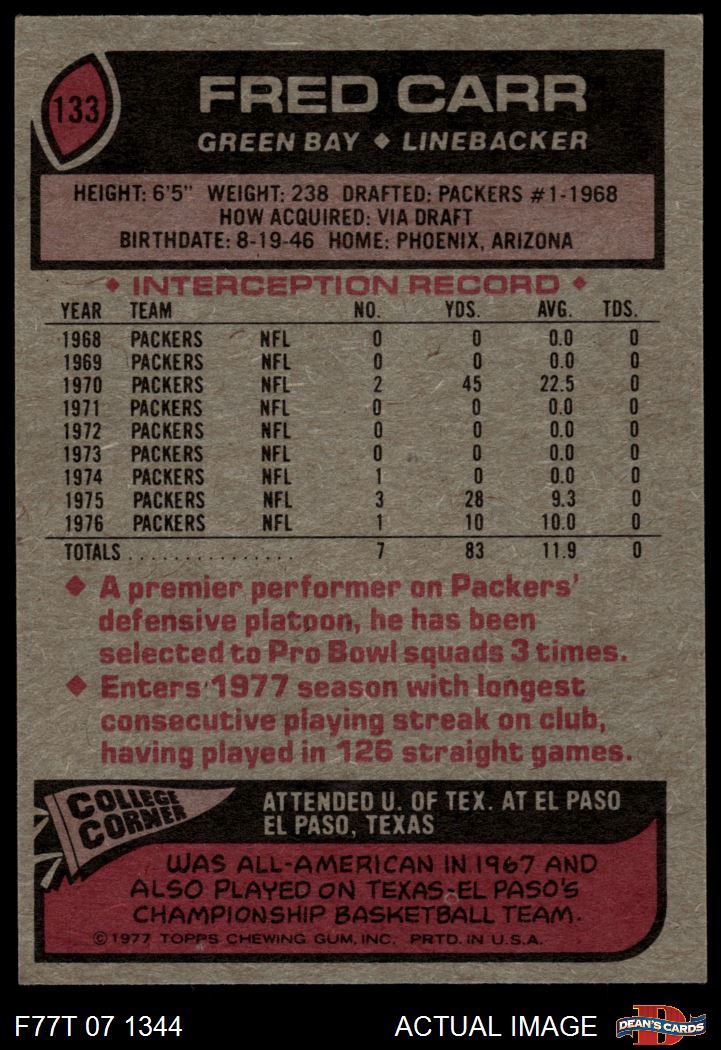 133
FRED CARR
GREEN BAY ♦ LINEBACKER
HEIGHT: 6'5" WEIGHT: 238 DRAFTED: PACKERS #1-1968
HOW ACQUIRED: VIA DRAFT
BIRTHDATE: 8-19-46 HOME: PHOENIX, ARIZONA
♦ INTERCEPTION RECORD ♦
YEAR TEAM NO. YDS. AVG. TDS.
1968 PACKERS NFL 0 0 0.0 0
1969 PACKERS NFL 0 0 0.0 0
1970 PACKERS NFL 2 45 22.5 0
1971 PACKERS NFL 0 0 0.0 0
1972 PACKERS NFL 0 0 0.0 0
1973 PACKERS NFL 0 0 0.0 0
1974 PACKERS NFL 1 0 0.0 0
1975 PACKERS NFL 3 28 9.3 0
1976 PACKERS NFL 1 10 10.0 0
TOTALS................ 7 83 11.9 0
♦ A premier performer on Packers'
defensive platoon, he has been
selected to Pro Bowl squads 3 times.
♦ Enters 1977 season with longest
consecutive playing streak on club,
having played in 126 straight games.
COLLEGE
CORNER
ATTENDED U. OF TEX. AT EL PASO
EL PASO, TEXAS
WAS ALL-AMERICAN IN 1967 AND
ALSO PLAYED ON TEXAS-EL PASO'S
CHAMPIONSHIP BASKETBALL TEAM.
©1977 TOPPS CHEWING GUM, INC. PRTD. IN U.S.A.
F77T 07 1344 ACTUAL IMAGE
D
DEAN'S CARDS